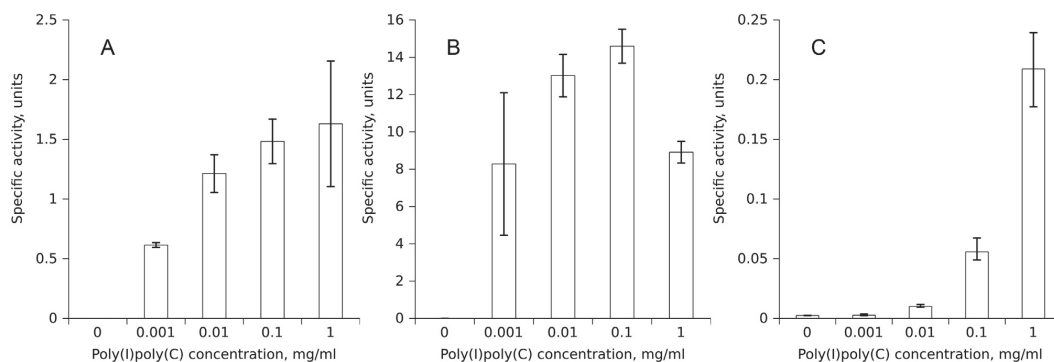 A
Specific activity, units
2.5
2
1.5
1
0.5
0
0 0.001 0.01 0.1 1
Poly(I)poly(C) concentration, mg/ml
B
Specific activity, units
16
14
12
10
8
6
4
2
0
0 0.001 0.01 0.1 1
Poly(I)poly(C) concentration, mg/ml
C
Specific activity, units
0.25
0.2
0.15
0.1
0.05
0
0 0.001 0.01 0.1 1
Poly(I)poly(C) concentration, mg/ml